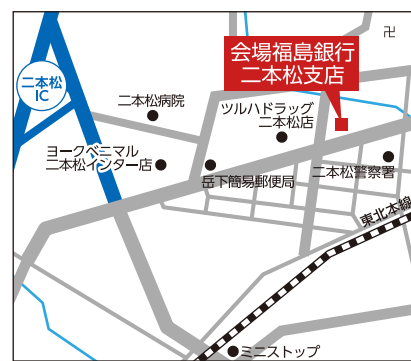 卍
会場福島銀行
二本松支店
二本松
IC
二本松病院
ツルハドラッグ
二本松店
ヨークベニマル
二本松インター店
岳下簡易郵便局
二本松警察署
東北本線
ミニストップ